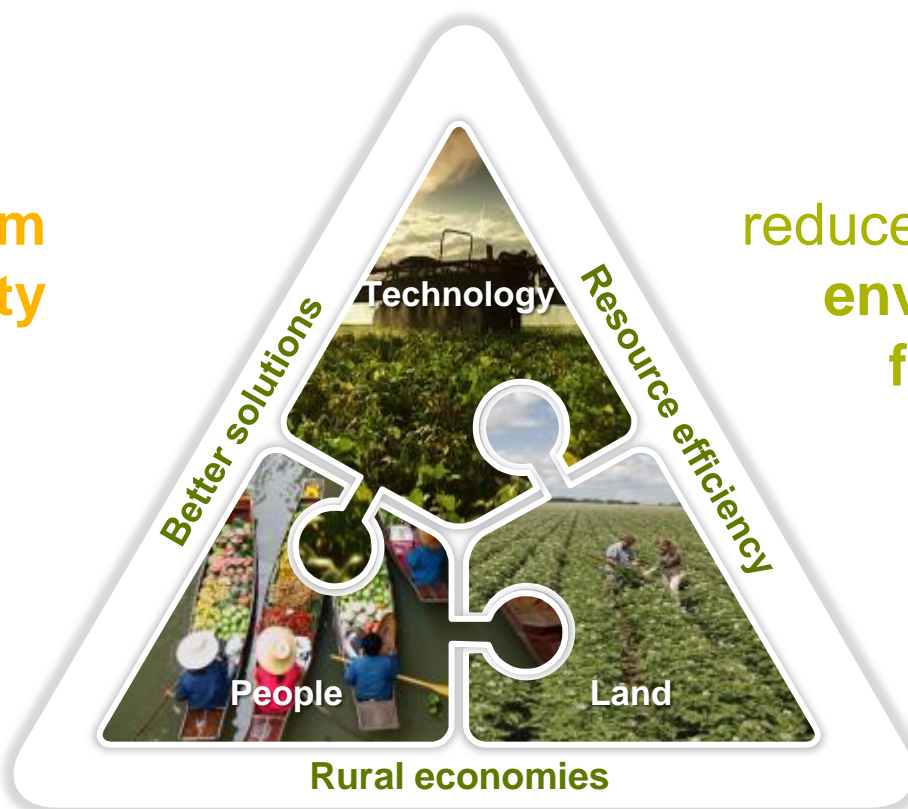 m
ty
reduce
env
f
Technology
Better solutions
Resource efficiency
People
Land
Rural economies